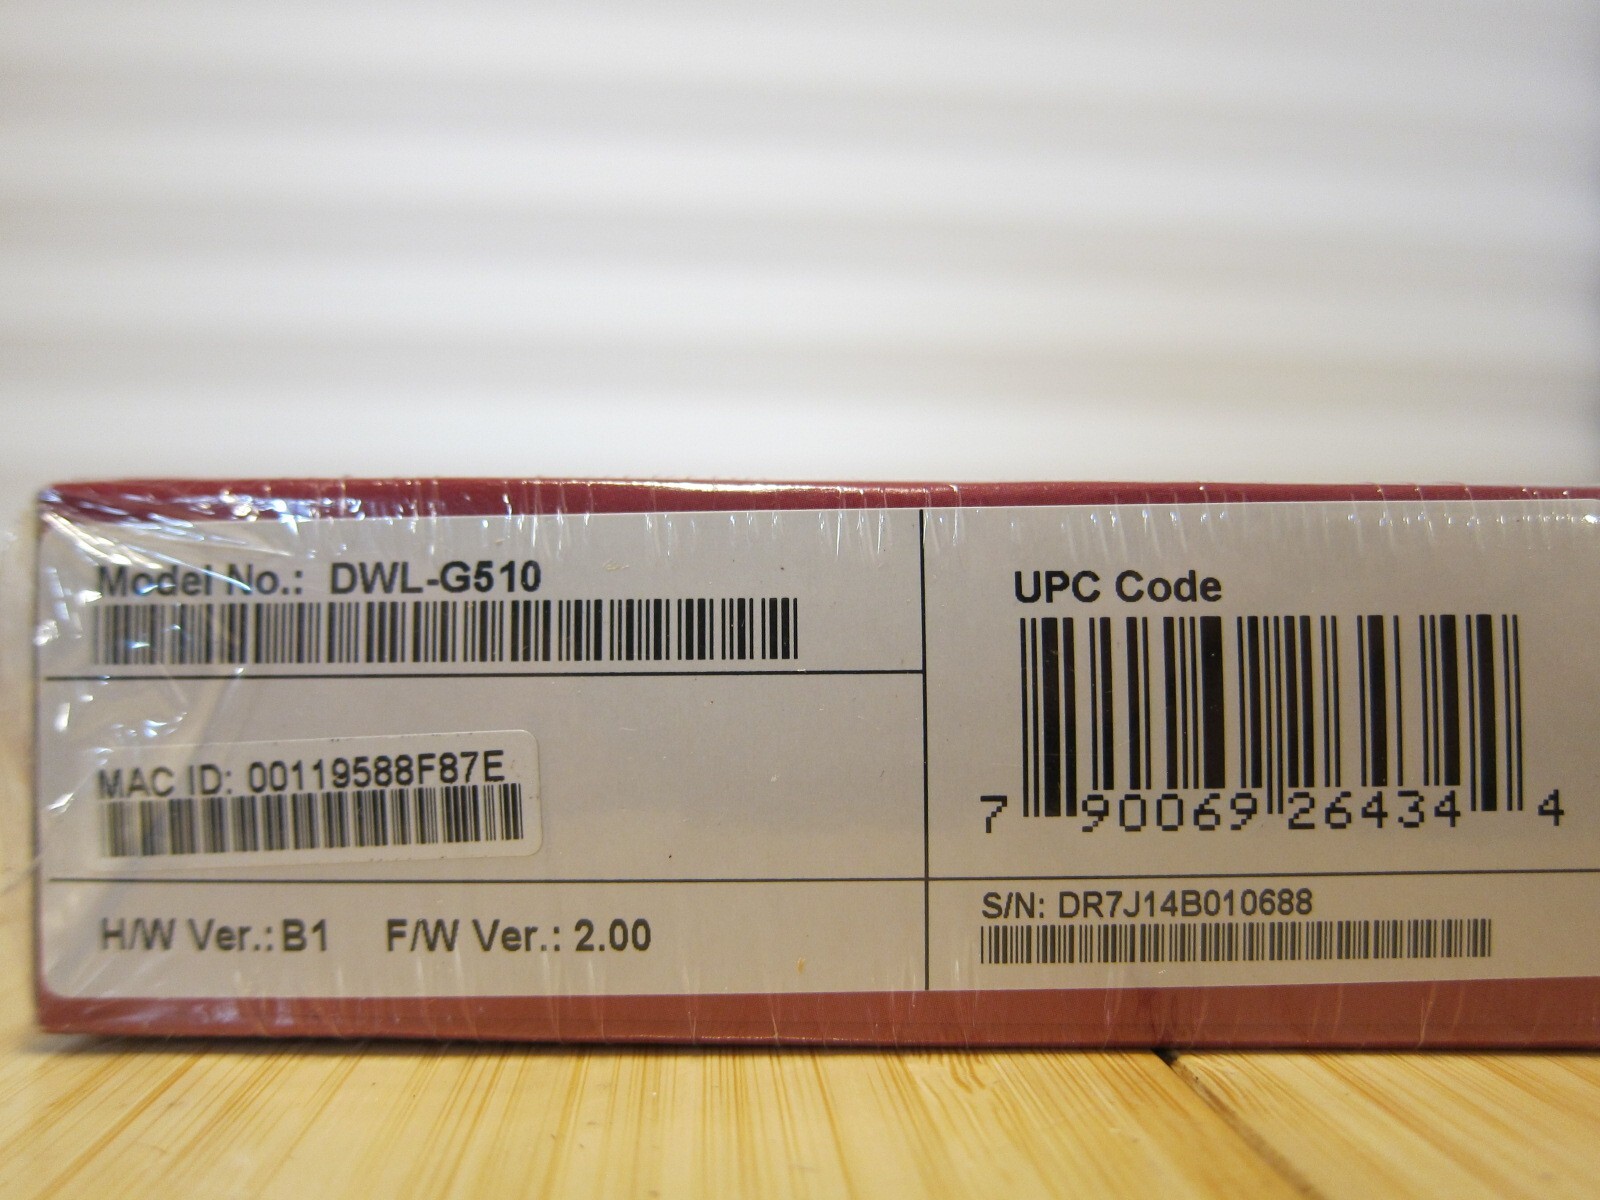 Model No.: DWL-G510
MAC ID: 00119588F87E
H/W Ver.: B1 F/W Ver.: 2.00
UPC Code
7 90069 26434 4
S/N: DR7J14B010688